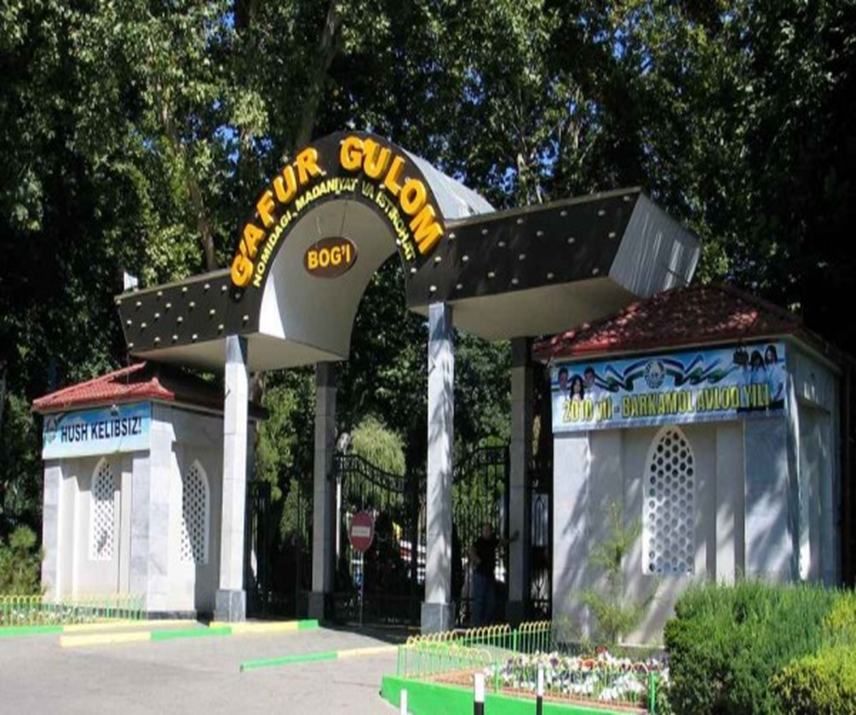 G'AFUR GULOM
NOMIDAGI MADANIYAT VA ISTIROHAT
BOG'I
HUSH KELIBSIZ!
2010 YIL - BARKAMOL AVLOD YILI